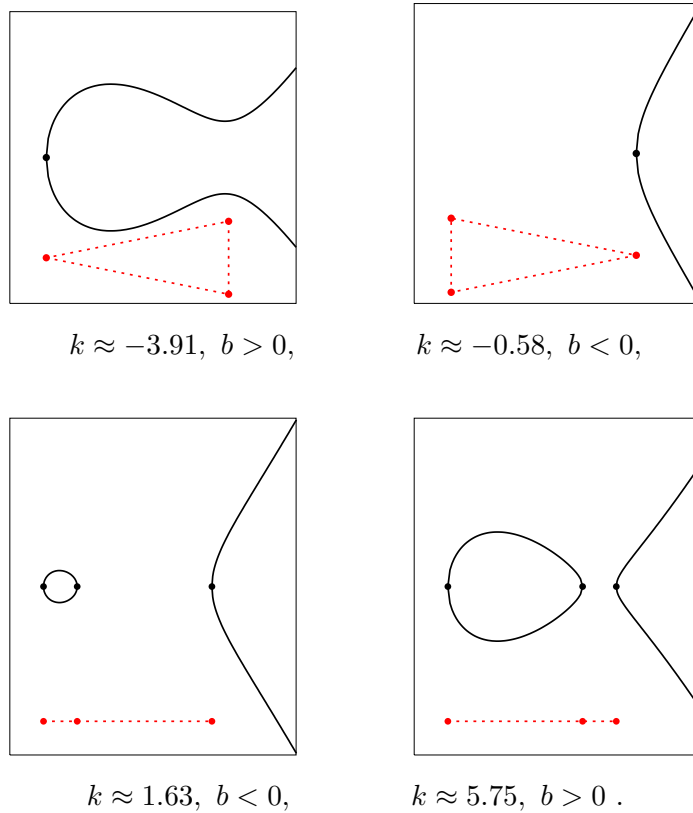 k ≈ −3.91, b > 0,
k ≈ −0.58, b < 0,
k ≈ 1.63, b < 0,
k ≈ 5.75, b > 0 .